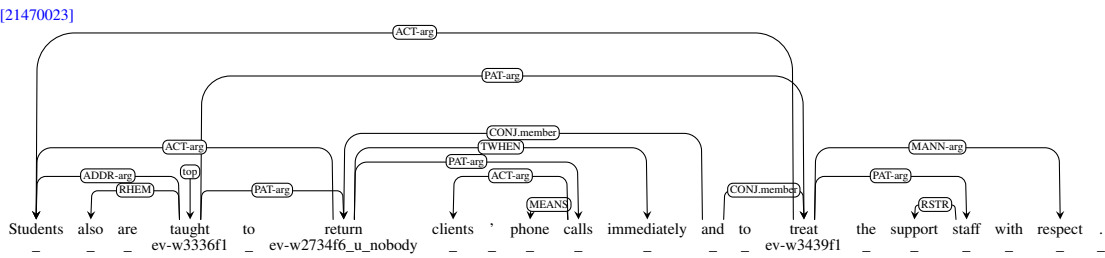 [21470023]
ACT-arg
PAT-arg
CONJ.member
ACT-arg TWHEN MANN-arg
PAT-arg
ADDR-arg top ACT-arg PAT-arg
RHEM PAT-arg CONJ.member
MEANS RSTR
Students also are taught to return clients ' phone calls immediately and to treat the support staff with respect .
_ _ _ ev-w3336f1 _ ev-w2734f6_u_nobody _ _ _ _ _ _ _ ev-w3439f1 _ _ _ _ _ _